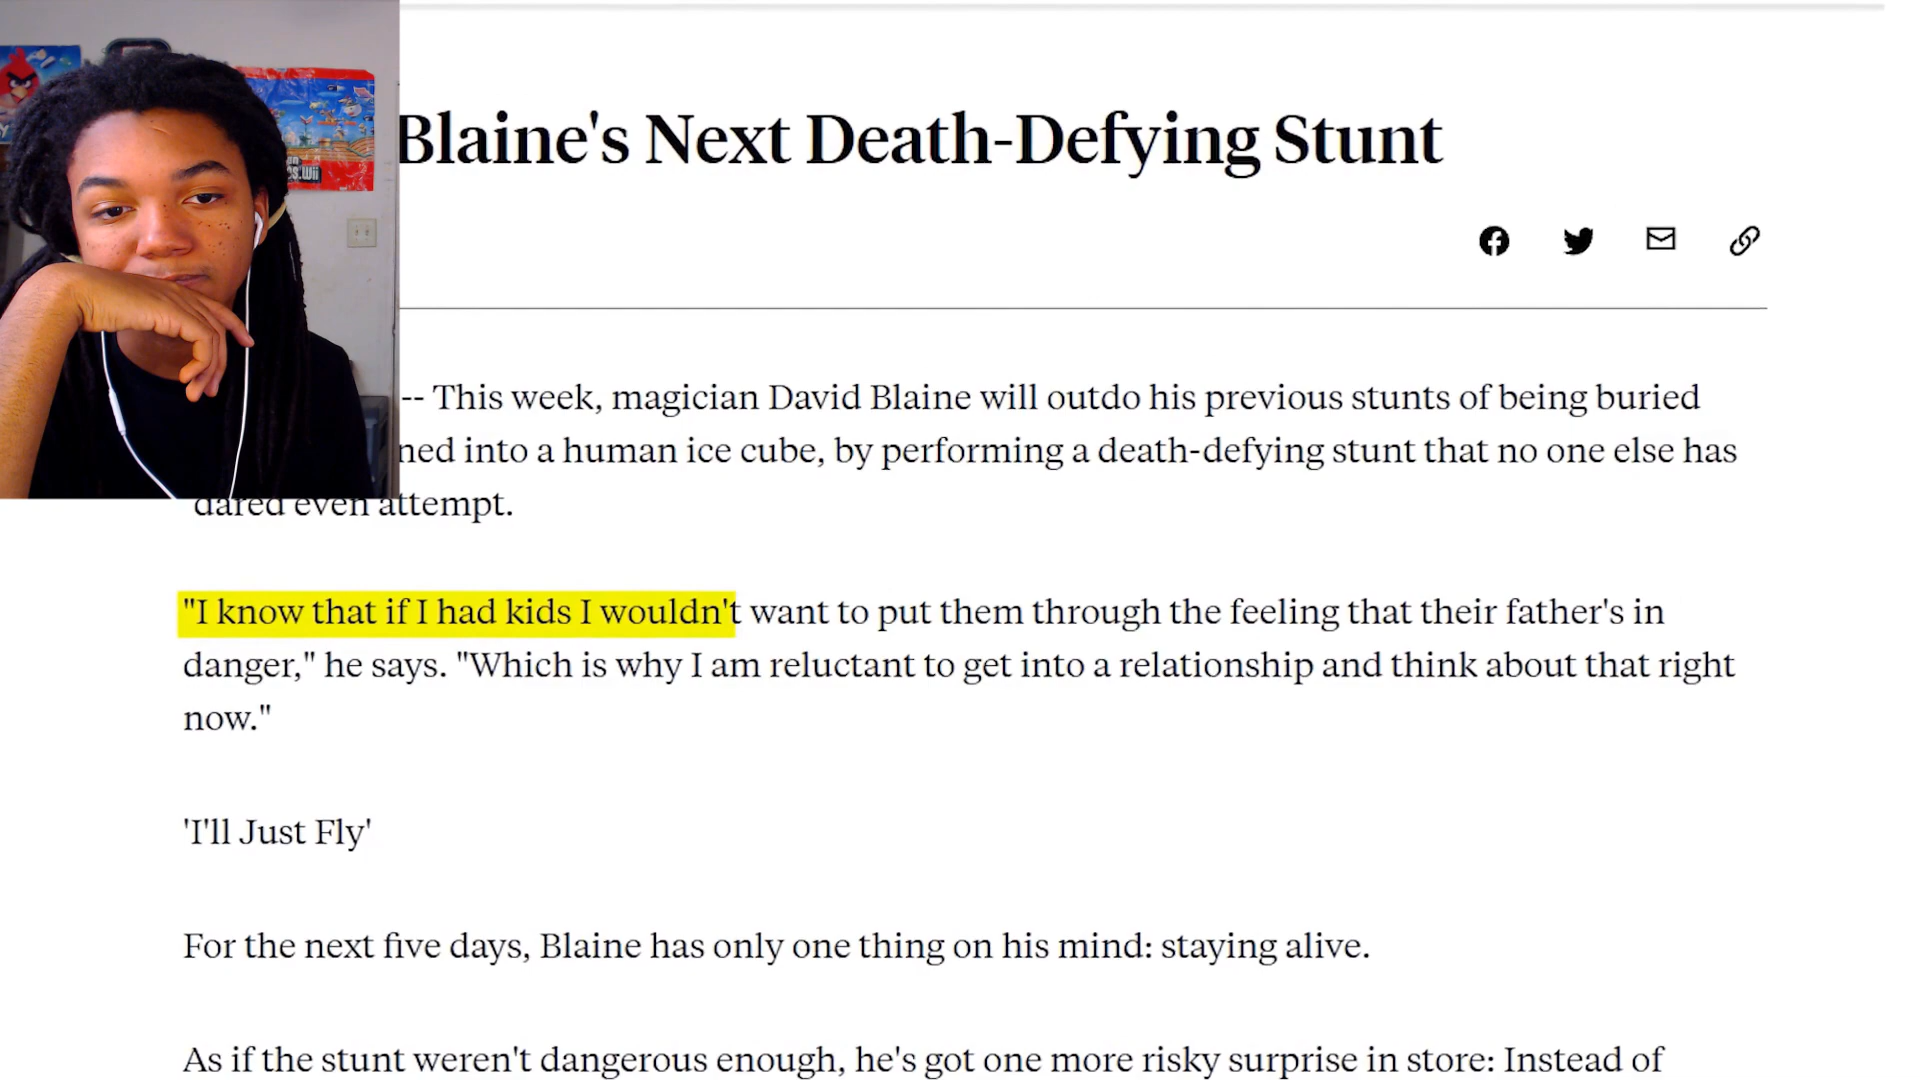 Blaine's Next Death-Defying Stunt
-- This week, magician David Blaine will outdo his previous stunts of being buried
ned into a human ice cube, by performing a death-defying stunt that no one else has
dared even attempt.
"I know that if I had kids I wouldn't want to put them through the feeling that their father's in
danger," he says. "Which is why I am reluctant to get into a relationship and think about that right
now."
'I'll Just Fly'
For the next five days, Blaine has only one thing on his mind: staying alive.
As if the stunt weren't dangerous enough, he's got one more risky surprise in store: Instead of